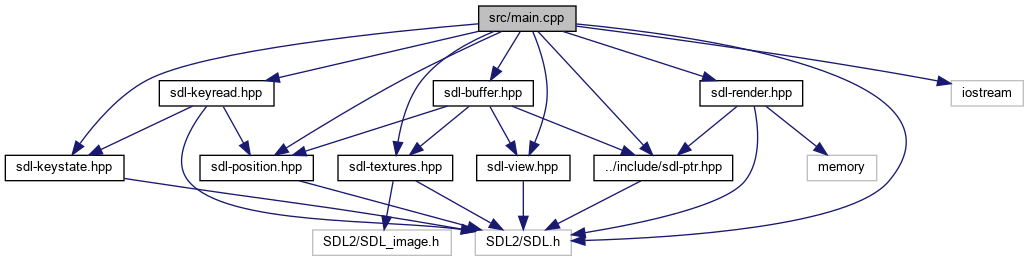 src/main.cpp
sdl-keyread.hpp
sdl-buffer.hpp
sdl-render.hpp
iostream
sdl-keystate.hpp
sdl-position.hpp
sdl-textures.hpp
sdl-view.hpp
../include/sdl-ptr.hpp
memory
SDL2/SDL_image.h
SDL2/SDL.h